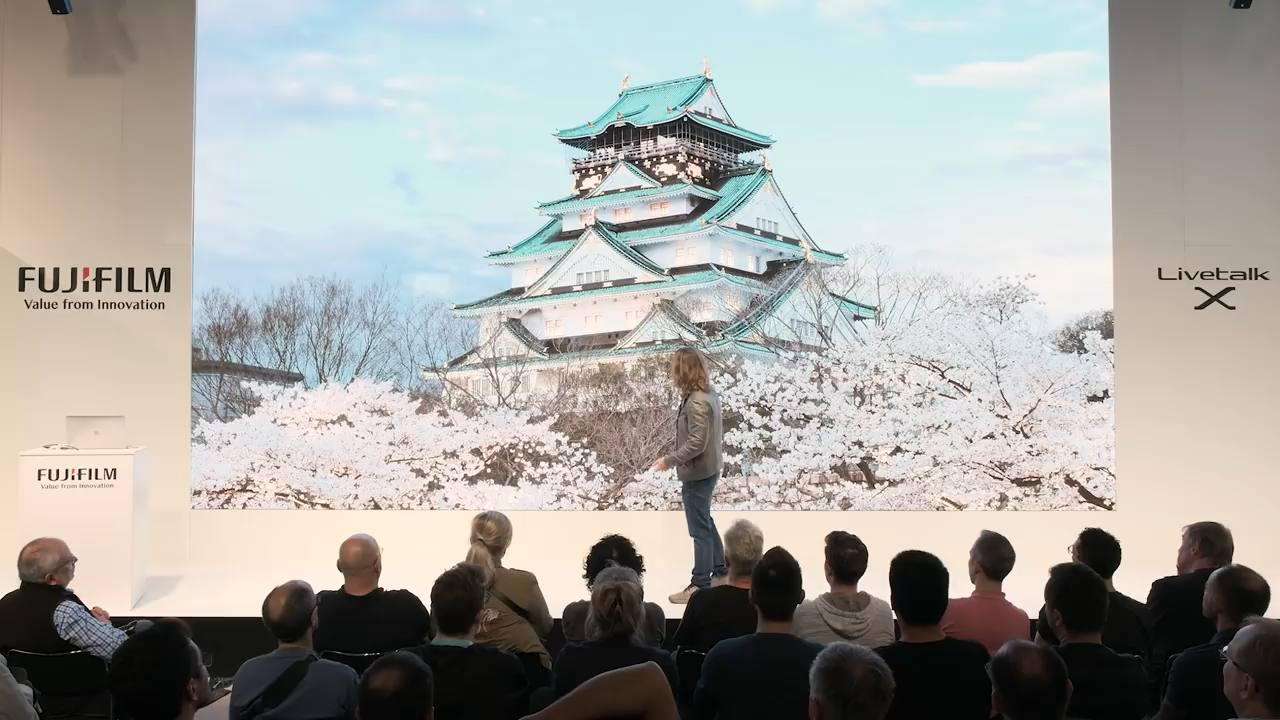 FUJIFILM
Value from Innovation
Livetalk
X
FUJIFILM
Value from Innovation